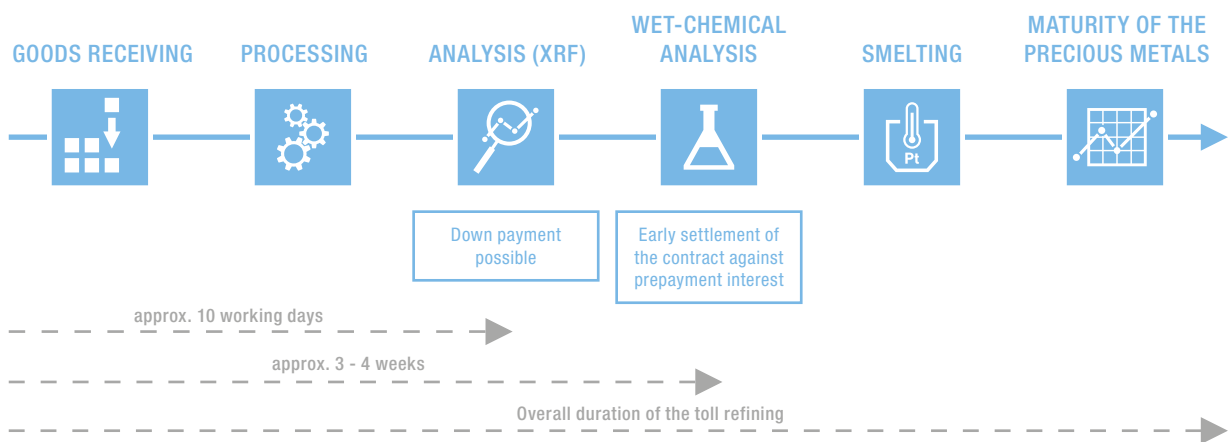 GOODS RECEIVING
PROCESSING
ANALYSIS (XRF)
WET-CHEMICAL
ANALYSIS
SMELTING
MATURITY OF THE
PRECIOUS METALS
Pt
Down payment
possible
Early settlement of
the contract against
prepayment interest
approx. 10 working days
approx. 3 - 4 weeks
Overall duration of the toll refining